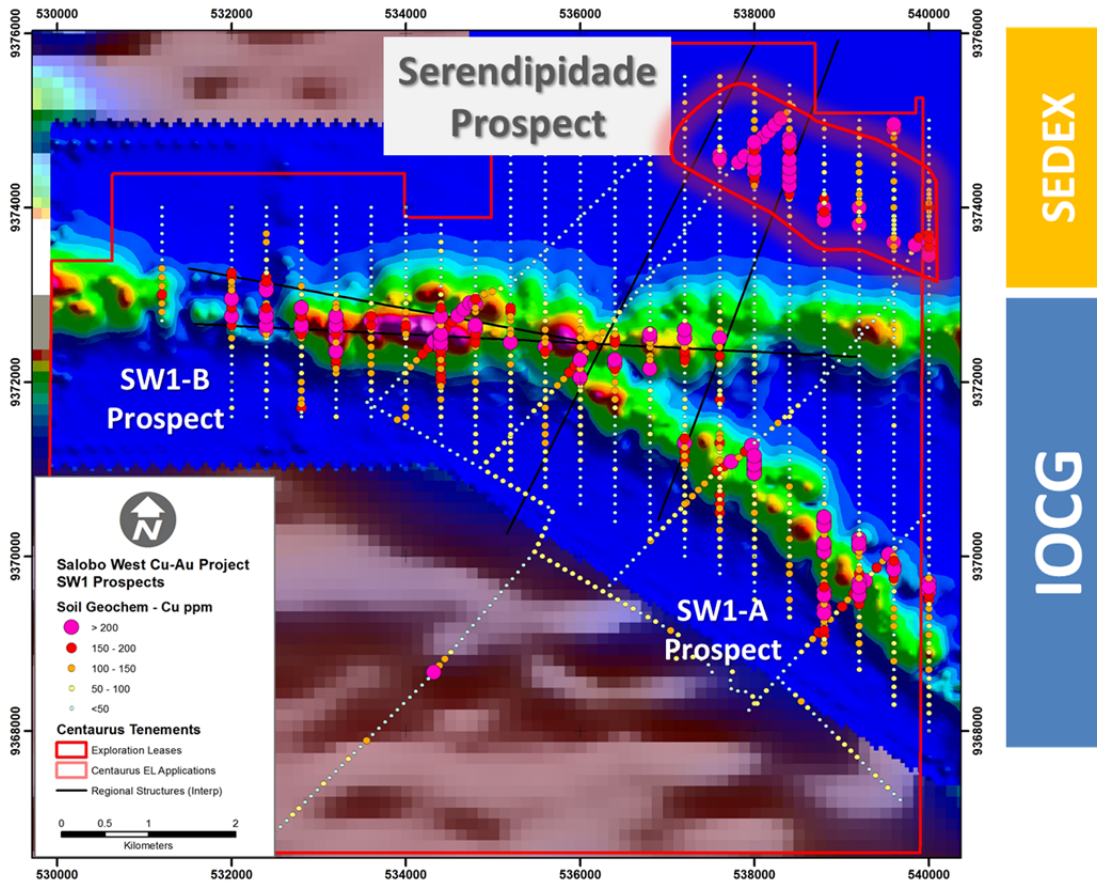 530000 532000 534000 536000 538000 540000
9376000
9376000
Serendipidade
Prospect
SEDEX
9374000
9374000
9372000
9372000
SW1-B
Prospect
IOCG
9370000
9370000
SW1-A
Prospect
N
Salobo West Cu-Au Project
SW1 Prospects
Soil Geochem - Cu ppm
> 200
150 - 200
100 - 150
50 - 100
<50
Centaurus Tenements
Exploration Leases
Centaurus EL Applications
Regional Structures (Interp)
0 0.5 1 2
Kilometers
9368000
530000 532000 534000 536000 538000 540000